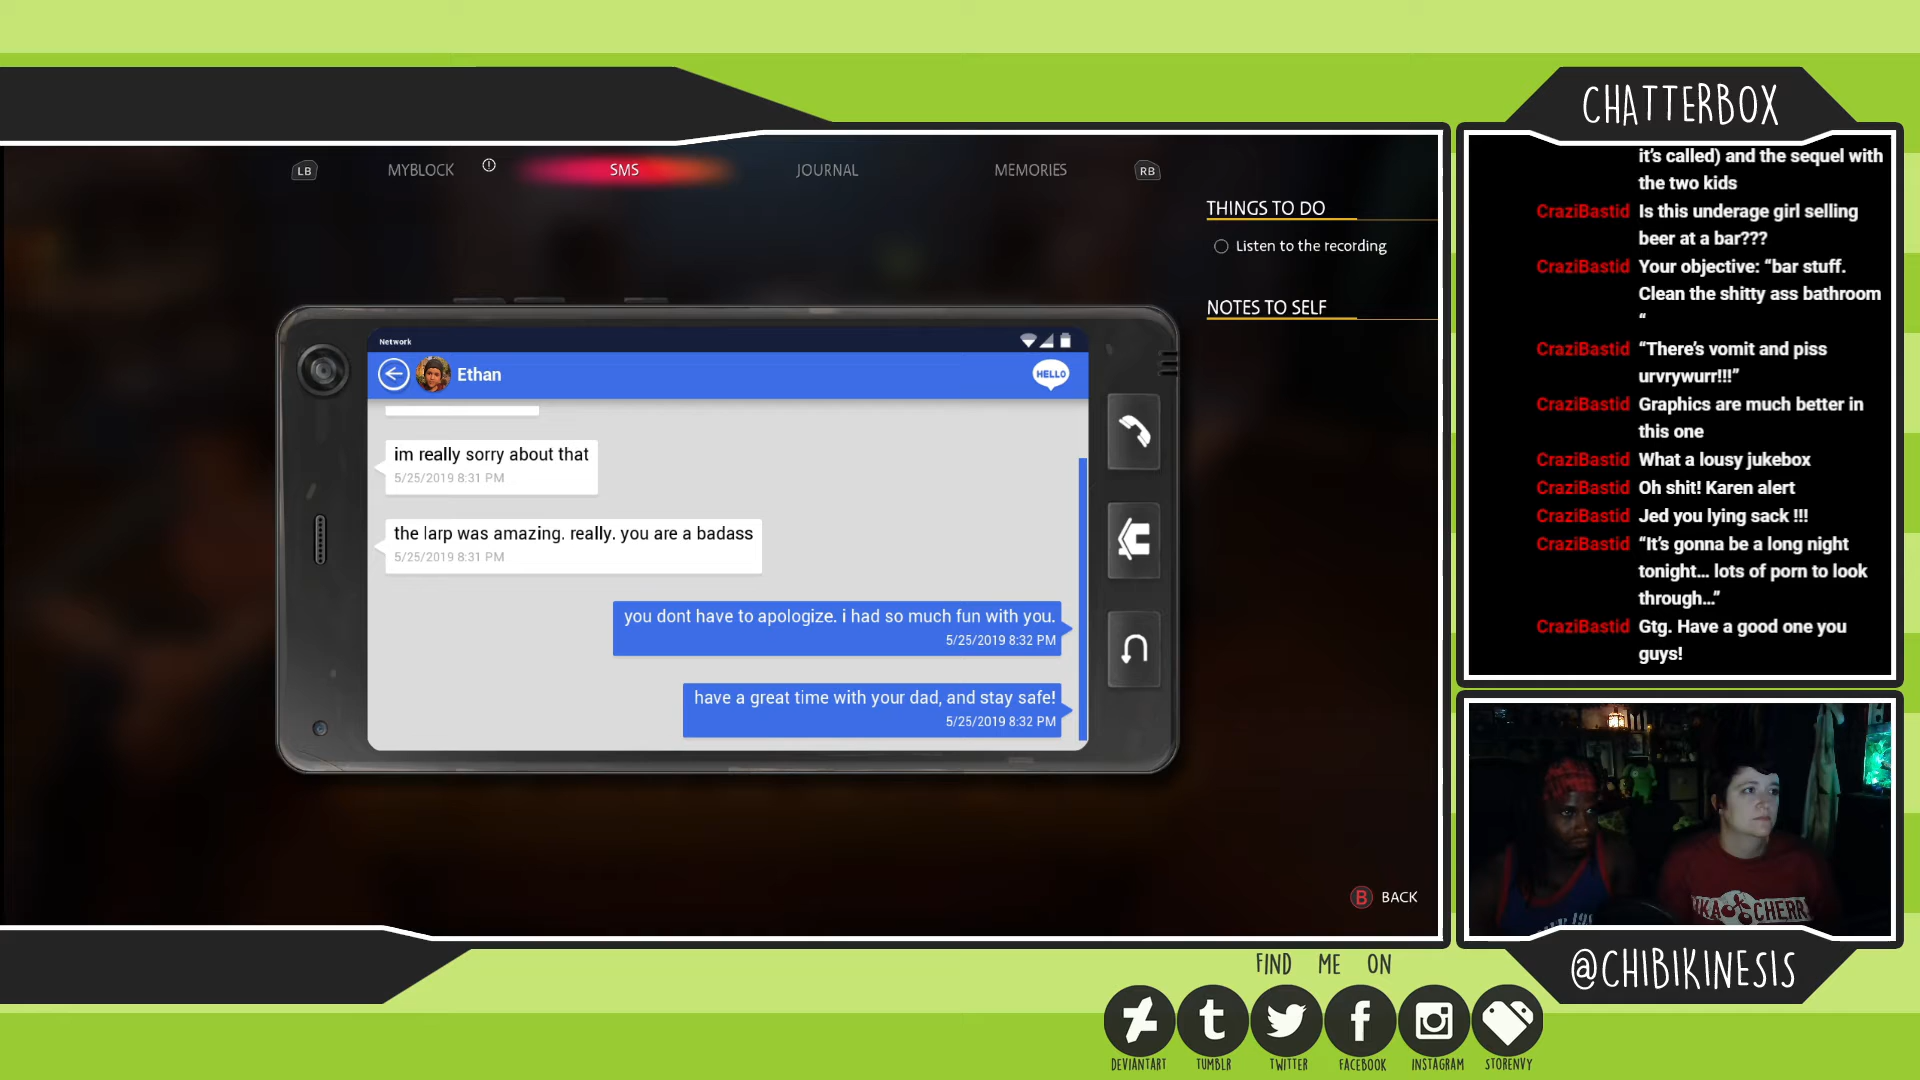 LB
MYBLOCK
SMS
JOURNAL
MEMORIES
RB
THINGS TO DO
Listen to the recording
NOTES TO SELF
Network
Ethan
HELLO
im really sorry about that
5/25/2019 8:31 PM
the larp was amazing. really. you are a badass
5/25/2019 8:31 PM
you dont have to apologize. i had so much fun with you.
5/25/2019 8:32 PM
have a great time with your dad, and stay safe!
5/25/2019 8:32 PM
B BACK
CHATTERBOX
it's called) and the sequel with
the two kids
CraziBastid Is this underage girl selling
beer at a bar???
CraziBastid Your objective: “bar stuff.
Clean the shitty ass bathroom
“
CraziBastid “There's vomit and piss
urvrywurr!!!”
CraziBastid Graphics are much better in
this one
CraziBastid What a lousy jukebox
CraziBastid Oh shit! Karen alert
CraziBastid Jed you lying sack !!!
CraziBastid “It's gonna be a long night
tonight... lots of porn to look
through...”
CraziBastid Gtg. Have a good one you
guys!
CHERR
@CHIBIKINESIS
FIND ME ON
DEVIANTART
TUMBLR
TWITTER
FACEBOOK
INSTAGRAM
STORENVY